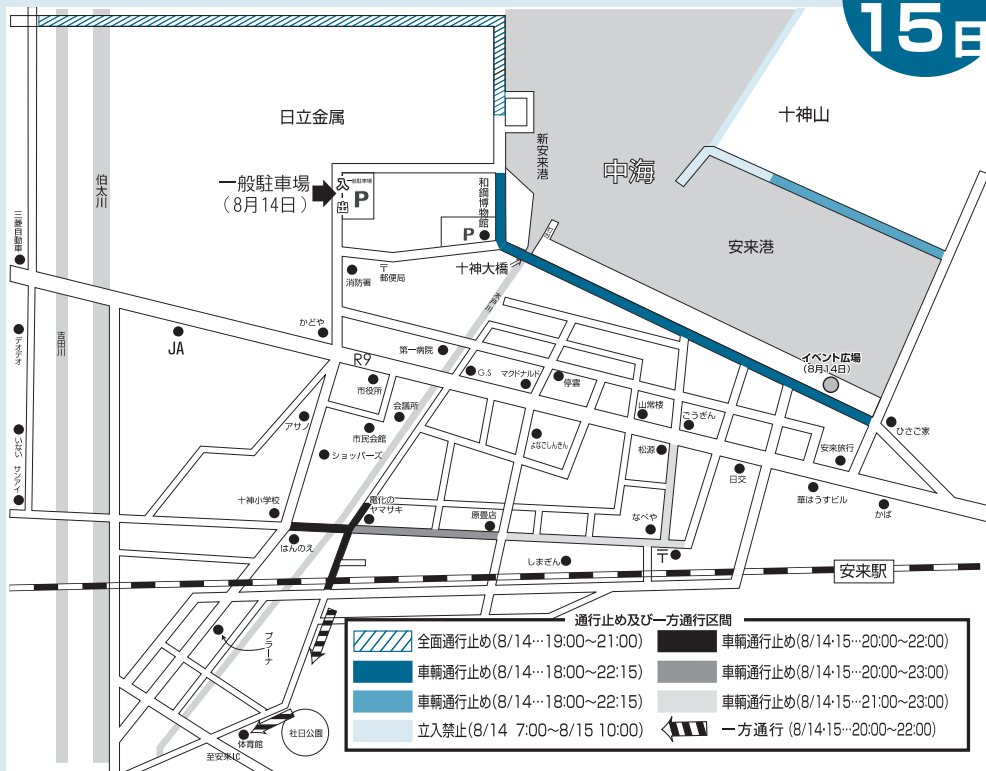 15日
日立金属
十神山
中海
新安来港
安来港
一般駐車場
(8月14日)
入
出
一般駐車場
P
和鋼博物館
P
伯太川
吉田川
三菱自動車
デオデオ
いない
サンアイ
十神大橋
木戸川
消防署
〒
郵便局
かどや
JA
R9
第一病院
G.S
マクドナルド
停雲
イベント広場
(8月14日)
市役所
会議所
市民会館
アサノ
ショッパーズ
よなごしんきん
山常楼
ごうぎん
松源
日交
安来旅行
ひさご家
華はうすビル
かば
十神小学校
電化の
ヤマサキ
原畳店
なべや
はんのえ
しまぎん
〒
安来駅
プラーナ
社日公園
体育館
至安来IC
通行止め及び一方通行区間
全面通行止め(8/14…19:00〜21:00)
車輌通行止め(8/14…18:00〜22:15)
車輌通行止め(8/14…18:00〜22:15)
立入禁止(8/14 7:00〜8/15 10:00)
車輌通行止め(8/14·15…20:00〜22:00)
車輌通行止め(8/14·15…20:00〜23:00)
車輌通行止め(8/14·15…21:00〜23:00)
一方通行 (8/14·15…20:00〜22:00)